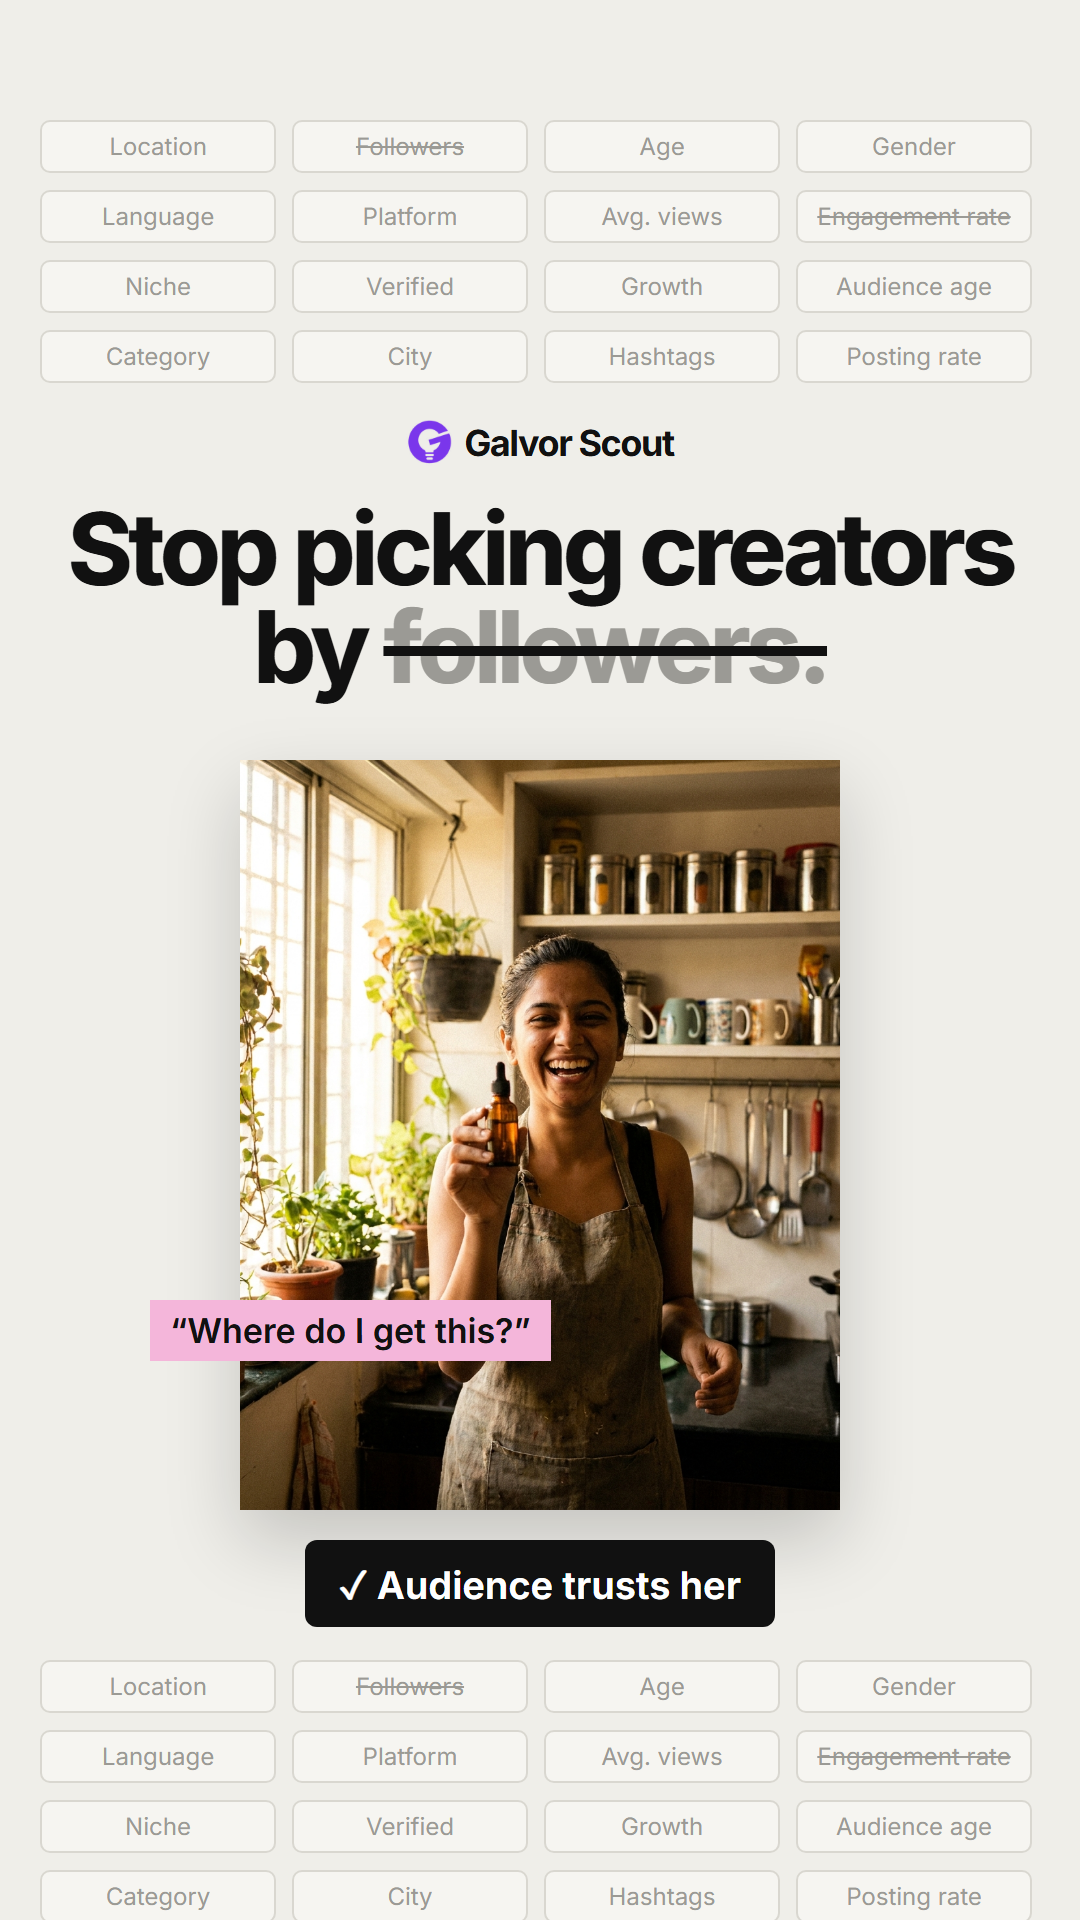 Location Followers Age Gender
Language Platform Avg. views Engagement rate
Niche Verified Growth Audience age
Category City Hashtags Posting rate
Galvor Scout
Stop picking creators
by followers.
“Where do I get this?”
✓ Audience trusts her
Location Followers Age Gender
Language Platform Avg. views Engagement rate
Niche Verified Growth Audience age
Category City Hashtags Posting rate